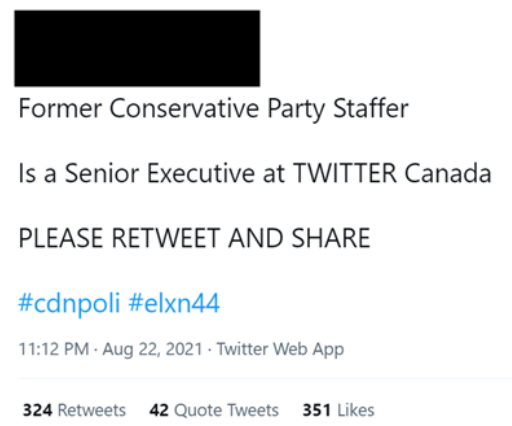 Former Conservative Party Staffer
Is a Senior Executive at TWITTER Canada
PLEASE RETWEET AND SHARE
#cdnpoli #elxn44
11:12 PM · Aug 22, 2021 · Twitter Web App
324 Retweets 42 Quote Tweets 351 Likes